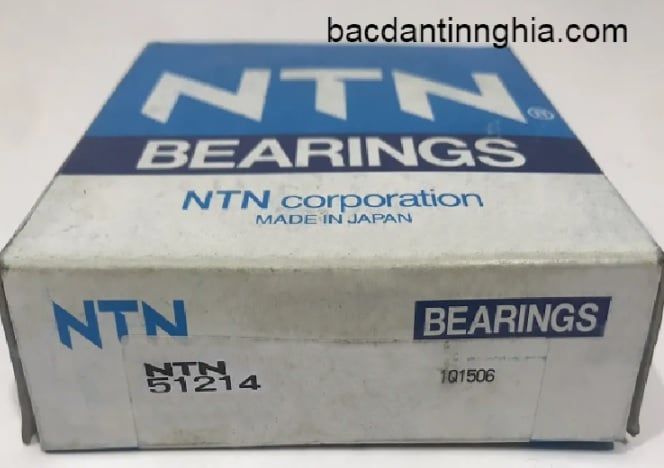 bacdantinnghia.com
NTN®
BEARINGS
NTN corporation
MADE IN JAPAN
NTN
BEARINGS
NTN
51214
1Q1506